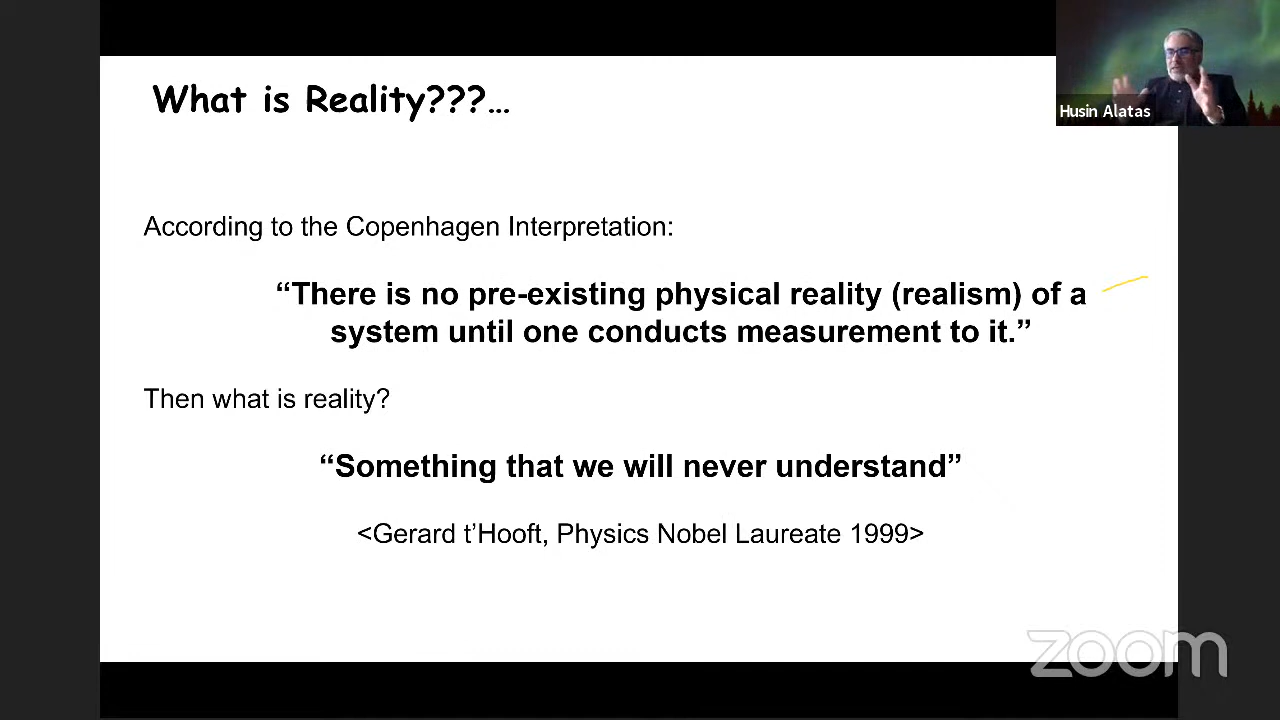 What is Reality???...
Husin Alatas
According to the Copenhagen Interpretation:
“There is no pre-existing physical reality (realism) of a
system until one conducts measurement to it.”
Then what is reality?
“Something that we will never understand”
<Gerard t’Hooft, Physics Nobel Laureate 1999>
zoom